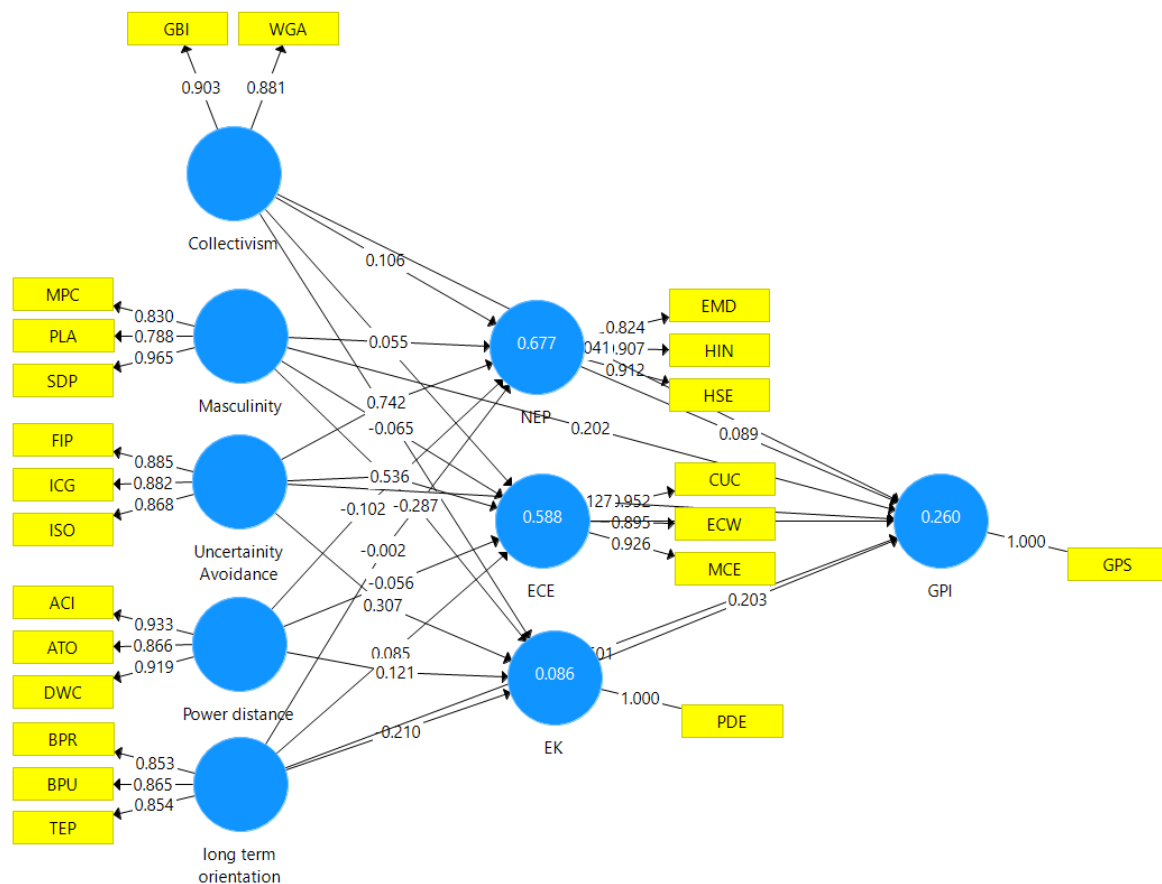 GBI
WGA
0.903
0.881
Collectivism
0.106
MPC
PLA
SDP
0.830
0.788
0.965
Masculinity
0.055
0.742
-0.065
0.202
0.677
NEP
0.824
0.907
0.912
EMD
HIN
HSE
0.089
FIP
ICG
ISO
0.885
0.882
0.868
Uncertainity
Avoidance
0.536
-0.102
-0.287
-0.002
-0.056
0.307
0.588
ECE
0.895
0.926
CUC
ECW
MCE
0.260
GPI
1.000
GPS
ACI
ATO
DWC
0.933
0.866
0.919
Power distance
0.085
0.121
0.203
0.086
EK
1.000
PDE
BPR
BPU
TEP
0.853
0.865
0.854
long term
orientation
-0.210